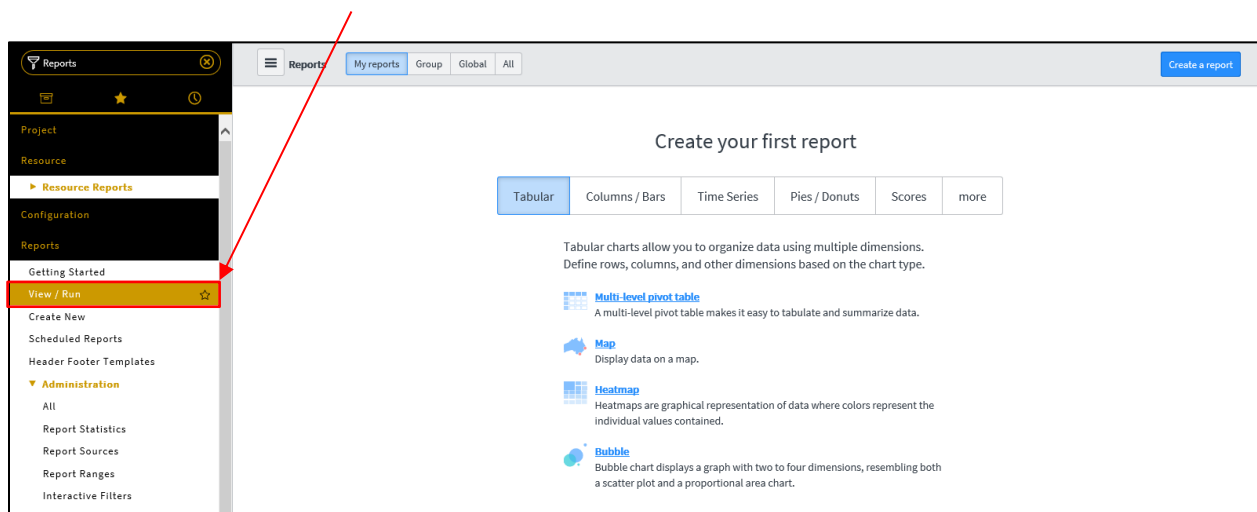 Reports
Project
Resource
Resource Reports
Configuration
Reports
Getting Started
View / Run
Create New
Scheduled Reports
Header Footer Templates
Administration
All
Report Statistics
Report Sources
Report Ranges
Interactive Filters
Reports My reports Group Global All Create a report
Create your first report
Tabular Columns / Bars Time Series Pies / Donuts Scores more
Tabular charts allow you to organize data using multiple dimensions.
Define rows, columns, and other dimensions based on the chart type.
Multi-level pivot table
A multi-level pivot table makes it easy to tabulate and summarize data.
Map
Display data on a map.
Heatmap
Heatmaps are graphical representation of data where colors represent the
individual values contained.
Bubble
Bubble chart displays a graph with two to four dimensions, resembling both
a scatter plot and a proportional area chart.